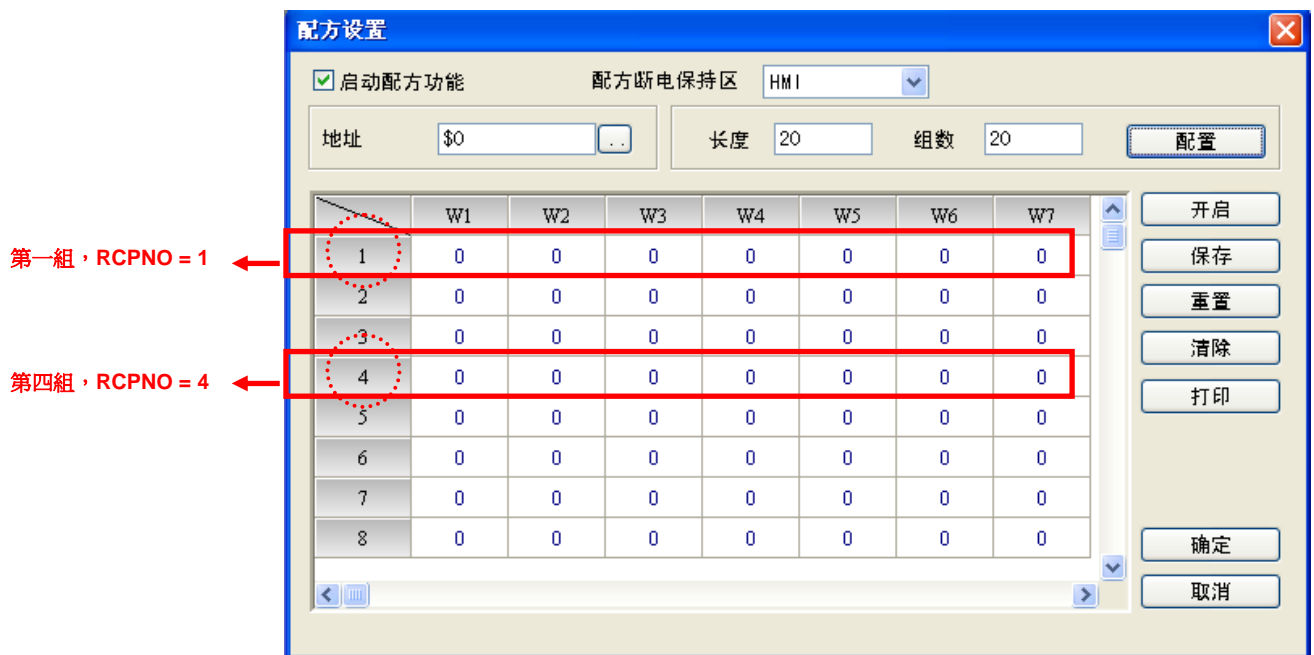 配方设置
启动配方功能 配方断电保持区 HMI
地址 $0 .. 长度 20 组数 20 配置
W1 W2 W3 W4 W5 W6 W7 开启
第一組，RCPNO = 1 1 0 0 0 0 0 0 0 保存
2 0 0 0 0 0 0 0 重置
3 0 0 0 0 0 0 0 清除
第四組，RCPNO = 4 4 0 0 0 0 0 0 0 打印
5 0 0 0 0 0 0 0
6 0 0 0 0 0 0 0
7 0 0 0 0 0 0 0
8 0 0 0 0 0 0 0 确定
取消